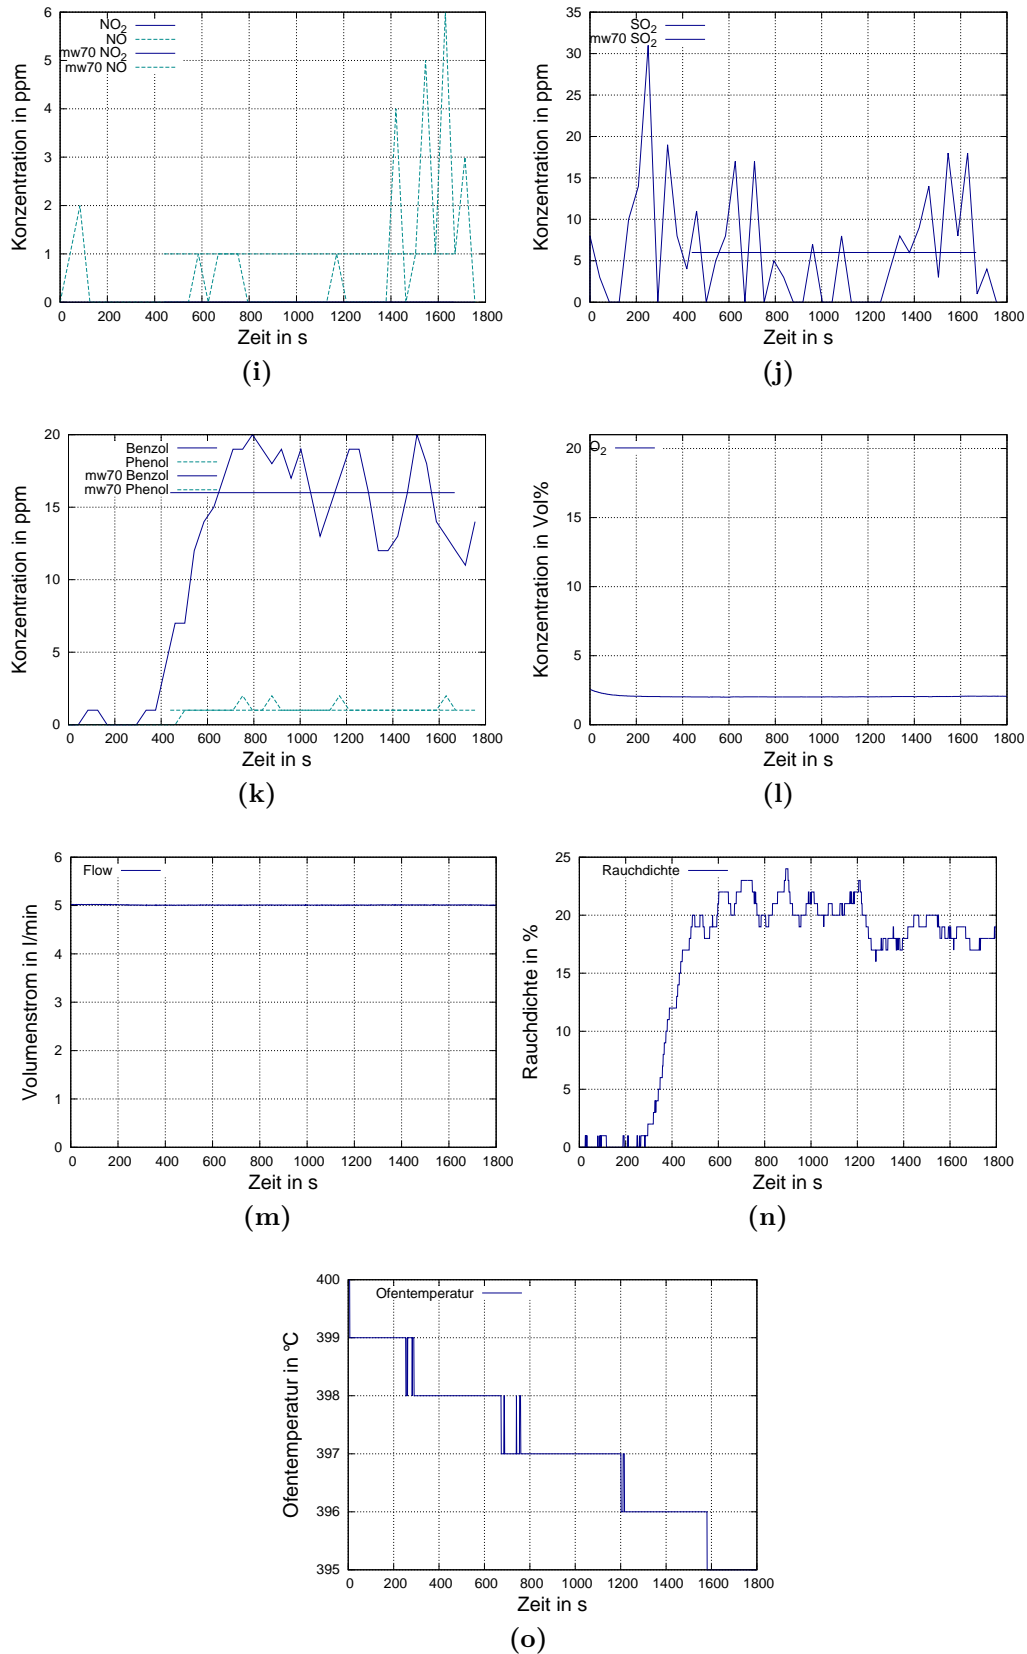 6
5
4
3
2
1
0
0 200 400 600 800 1000 1200 1400 1600 1800
Konzentration in ppm
Zeit in s
NO2
NO
mw70 NO2
mw70 NO
(i)
35
30
25
20
15
10
5
0
0 200 400 600 800 1000 1200 1400 1600 1800
Konzentration in ppm
Zeit in s
SO2
mw70 SO2
(j)
20
15
10
5
0
0 200 400 600 800 1000 1200 1400 1600 1800
Konzentration in ppm
Zeit in s
Benzol
Phenol
mw70 Benzol
mw70 Phenol
(k)
20
15
10
5
0
0 200 400 600 800 1000 1200 1400 1600 1800
Konzentration in Vol%
Zeit in s
O2
(l)
6
5
4
3
2
1
0
0 200 400 600 800 1000 1200 1400 1600 1800
Volumenstrom in l/min
Zeit in s
Flow
(m)
25
20
15
10
5
0
0 200 400 600 800 1000 1200 1400 1600 1800
Rauchdichte in %
Zeit in s
Rauchdichte
(n)
400
399
398
397
396
395
0 200 400 600 800 1000 1200 1400 1600 1800
Ofentemperatur in °C
Zeit in s
Ofentemperatur
(o)